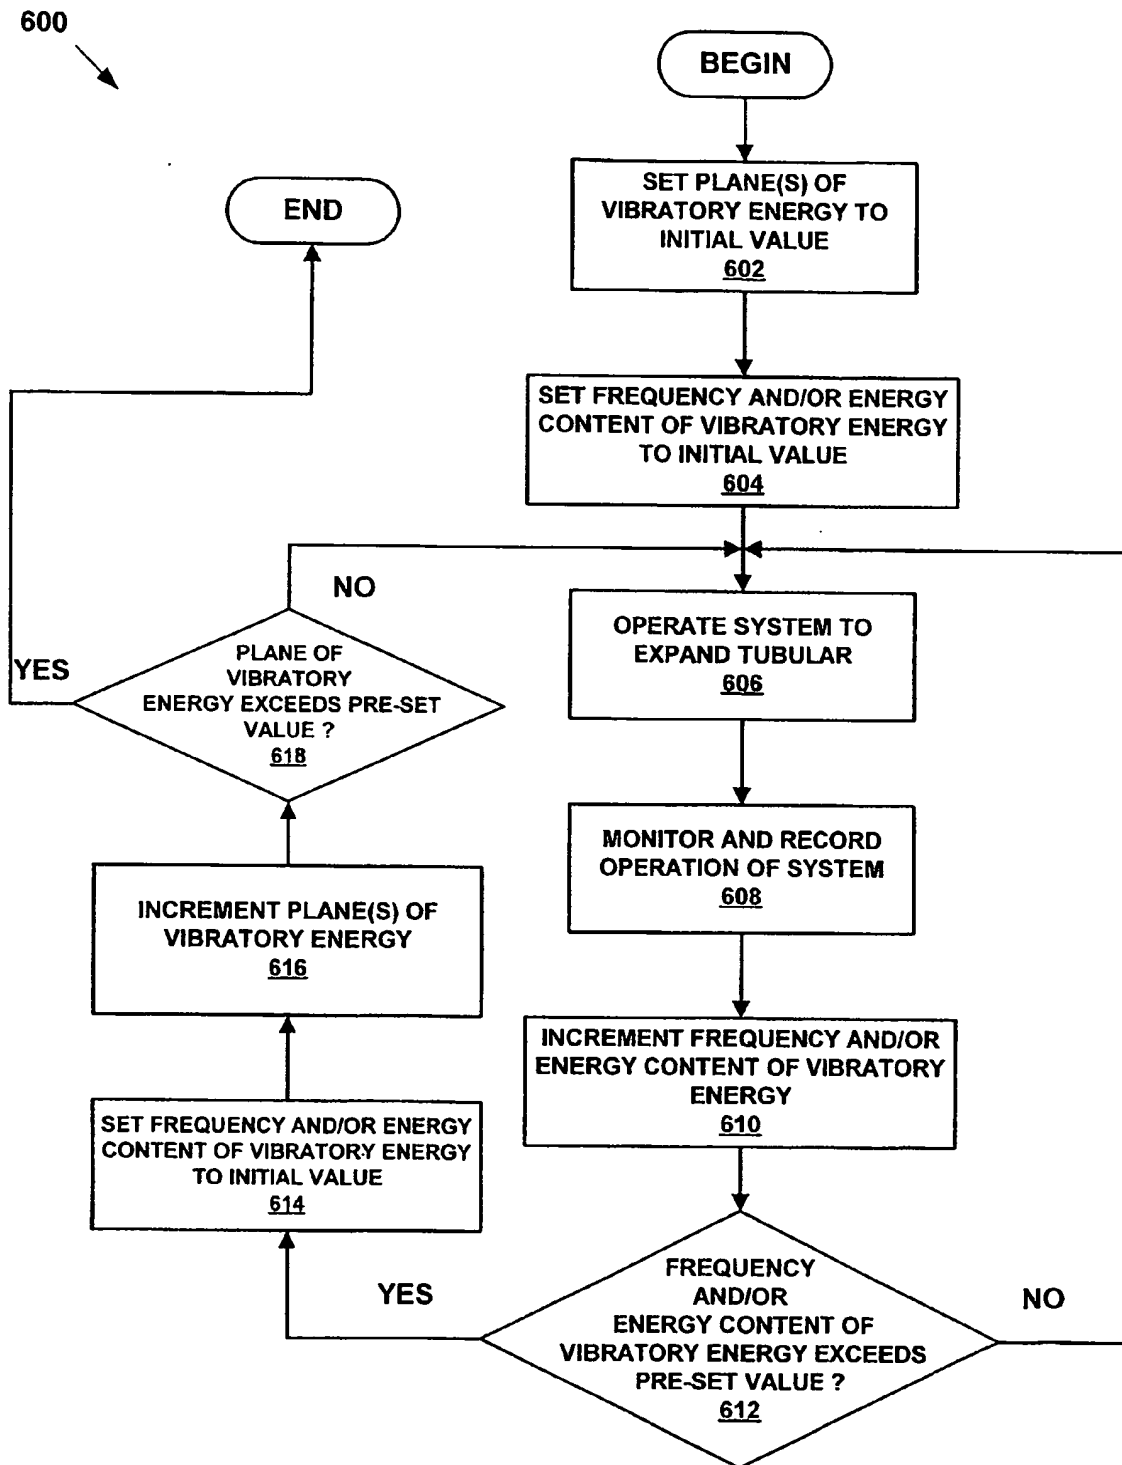 600
BEGIN
SET PLANE(S) OF
VIBRATORY ENERGY TO
INITIAL VALUE
602
END
SET FREQUENCY AND/OR ENERGY
CONTENT OF VIBRATORY ENERGY
TO INITIAL VALUE
604
NO
OPERATE SYSTEM TO
EXPAND TUBULAR
606
YES
PLANE OF
VIBRATORY
ENERGY EXCEEDS PRE-SET
VALUE ?
618
MONITOR AND RECORD
OPERATION OF SYSTEM
608
INCREMENT PLANE(S) OF
VIBRATORY ENERGY
616
INCREMENT FREQUENCY AND/OR
ENERGY CONTENT OF VIBRATORY
ENERGY
610
SET FREQUENCY AND/OR ENERGY
CONTENT OF VIBRATORY ENERGY
TO INITIAL VALUE
614
YES
FREQUENCY
AND/OR
ENERGY CONTENT OF
VIBRATORY ENERGY EXCEEDS
PRE-SET VALUE ?
612
NO